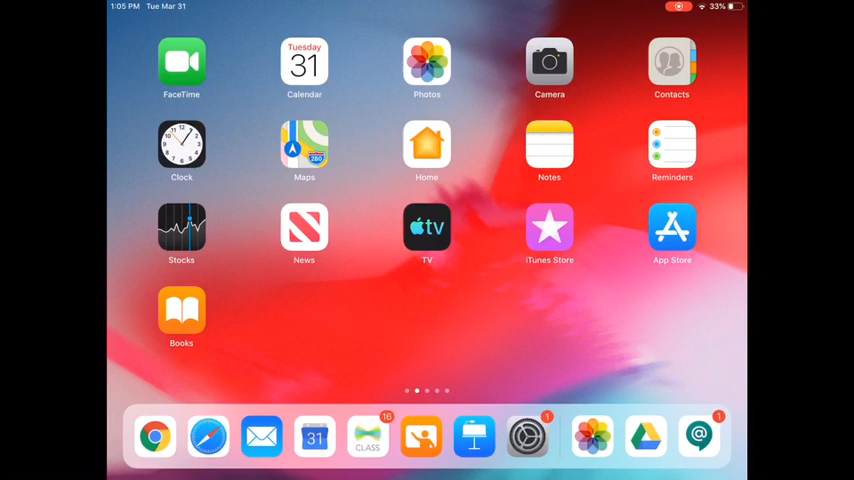 1:05 PM Tue Mar 31 33%
Tuesday
31
280
tv
FaceTime Calendar Photos Camera Contacts
Clock Maps Home Notes Reminders
Stocks News TV iTunes Store App Store
Books
31 CLASS 16 1 @ 1